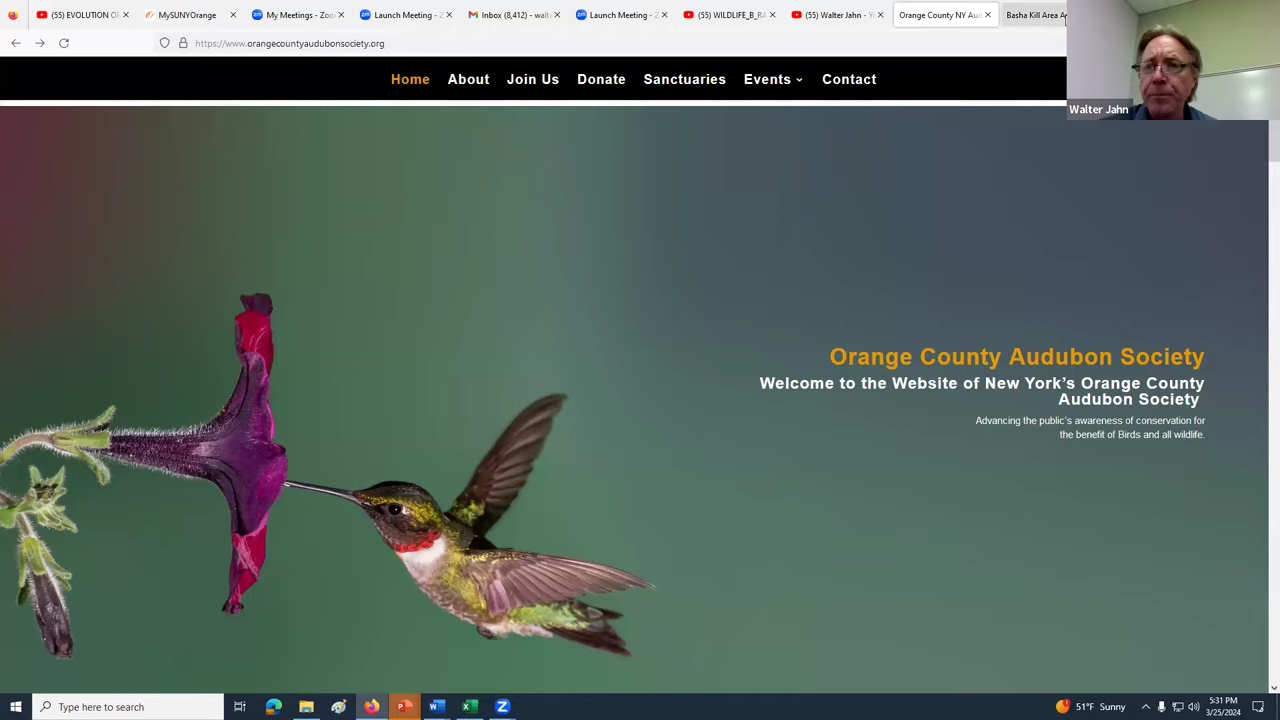 (55) EVOLUTION OF
MySUNYOrange
My Meetings - Zoo
Launch Meeting - Z
Inbox (8,412) - walt
Launch Meeting - Z
(55) WILDLIFE_B_RA
(55) Walter Jahn - Yo
Orange County NY Aud
Basha Kill Area A
https://www.orangecountyaudubonsociety.org
Home About Join Us Donate Sanctuaries Events Contact
Walter Jahn
Orange County Audubon Society
Welcome to the Website of New York's Orange County
Audubon Society
Advancing the public's awareness of conservation for
the benefit of Birds and all wildlife.
Type here to search
51°F Sunny
5:31 PM
3/25/2024